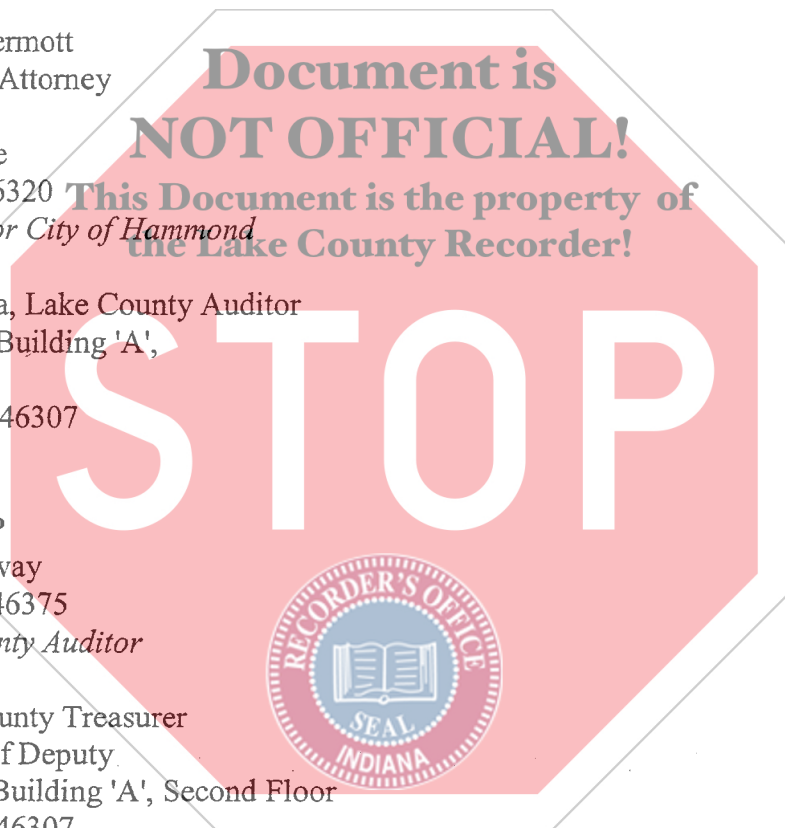 ermott
Attorney
Document is
NOT OFFICIAL!
e
6320
This Document is the property of
or City of Hammond
the Lake County Recorder!
a, Lake County Auditor
Building 'A',
46307
STOP
P
way
46375
nty Auditor
RECORDER'S OFFICE
SEAL
INDIANA
unty Treasurer
f Deputy
Building 'A', Second Floor
46307